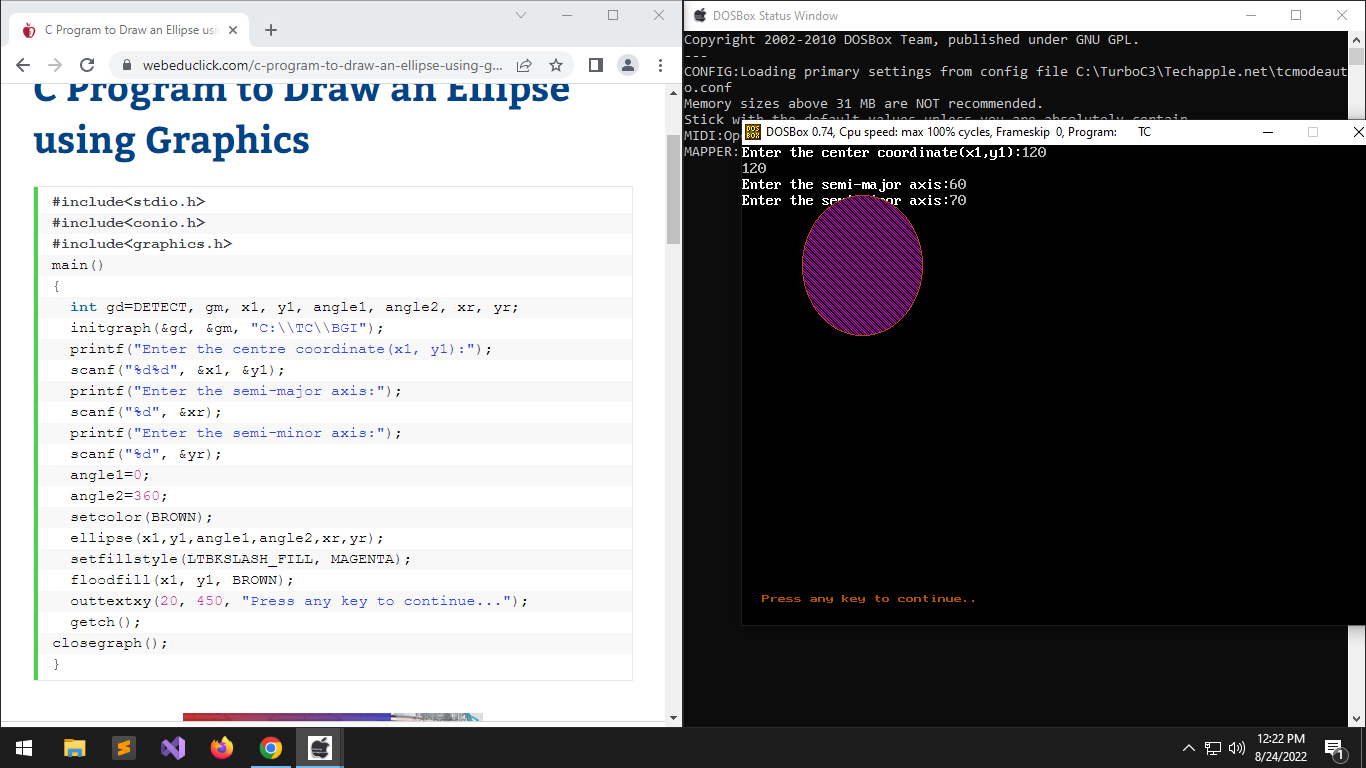 C Program to Draw an Ellipse usin
webeduclick.com/c-program-to-draw-an-ellipse-using-g...
C Program to Draw an Ellipse
using Graphics
#include<stdio.h>
#include<conio.h>
#include<graphics.h>
main()
{
int gd=DETECT, gm, x1, y1, angle1, angle2, xr, yr;
initgraph(&gd, &gm, "C:\\TC\\BGI");
printf("Enter the centre coordinate(x1, y1):");
scanf("%d%d", &x1, &y1);
printf("Enter the semi-major axis:");
scanf("%d", &xr);
printf("Enter the semi-minor axis:");
scanf("%d", &yr);
angle1=0;
angle2=360;
setcolor(BROWN);
ellipse(x1,y1,angle1,angle2,xr,yr);
setfillstyle(LTBKSLASH_FILL, MAGENTA);
floodfill(x1, y1, BROWN);
outtextxy(20, 450, "Press any key to continue...");
getch();
closegraph();
}
DOSBox Status Window
Copyright 2002-2010 DOSBox Team, published under GNU GPL.
---
CONFIG:Loading primary settings from config file C:\TurboC3\Techapple.net\tcmodeaut
o.conf
Memory sizes above 31 MB are NOT recommended.
Stick with the default values unless you are absolutely certain.
MIDI:Op
MAPPER:
DOS
BOX
DOSBox 0.74, Cpu speed: max 100% cycles, Frameskip 0, Program: TC
Enter the center coordinate(x1,y1):120
120
Enter the semi-major axis:60
Enter the semi-minor axis:70
Press any key to continue..
12:22 PM
8/24/2022
1